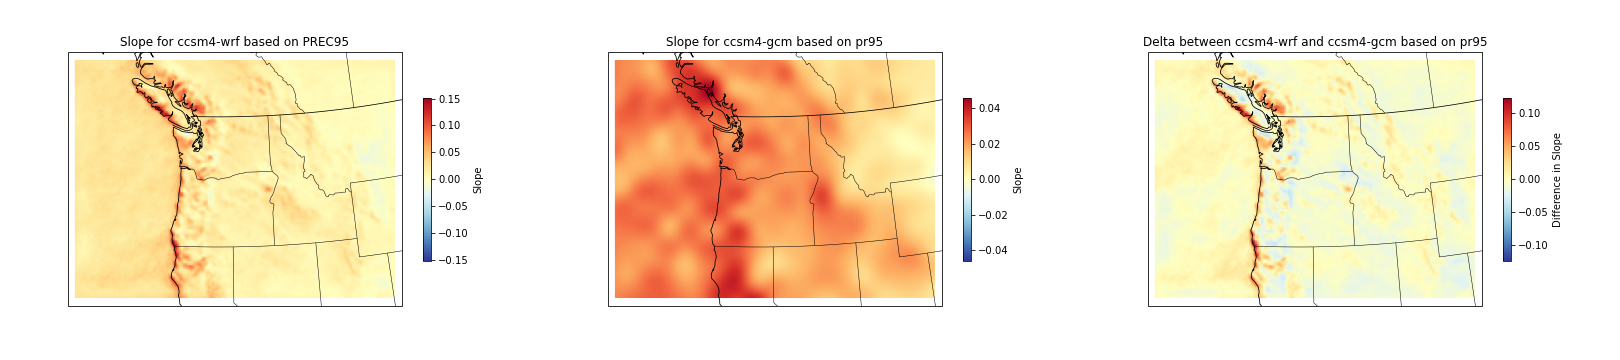 Slope for ccsm4-wrf based on PREC95
0.15
0.10
0.05
0.00
−0.05
−0.10
−0.15
Slope
Slope for ccsm4-gcm based on pr95
0.04
0.02
0.00
−0.02
−0.04
Slope
Delta between ccsm4-wrf and ccsm4-gcm based on pr95
0.10
0.05
0.00
−0.05
−0.10
Difference in Slope